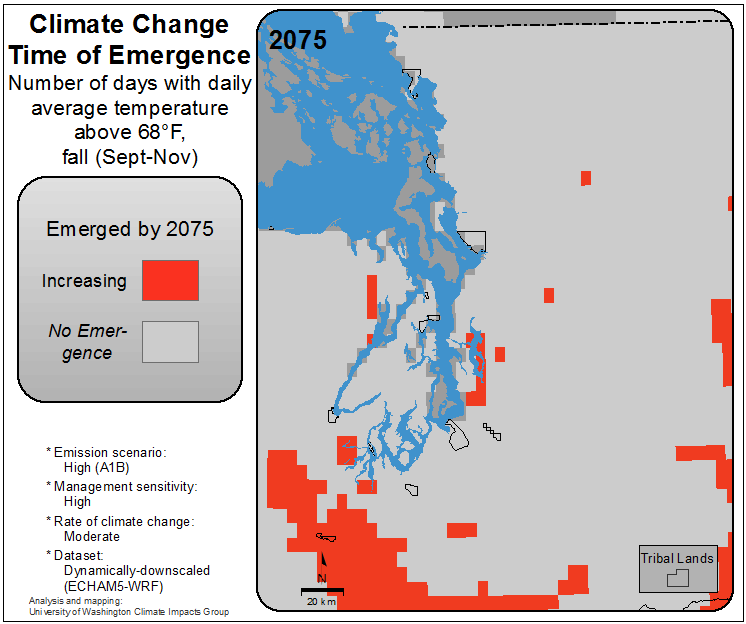 Climate Change
Time of Emergence
Number of days with daily
average temperature
above 68°F,
fall (Sept-Nov)
Emerged by 2075
Increasing
No Emer-
gence
* Emission scenario:
High (A1B)
* Management sensitivity:
High
* Rate of climate change:
Moderate
* Dataset:
Dynamically-downscaled
(ECHAM5-WRF)
Analysis and mapping:
University of Washington Climate Impacts Group
2075
N
20 km
Tribal Lands